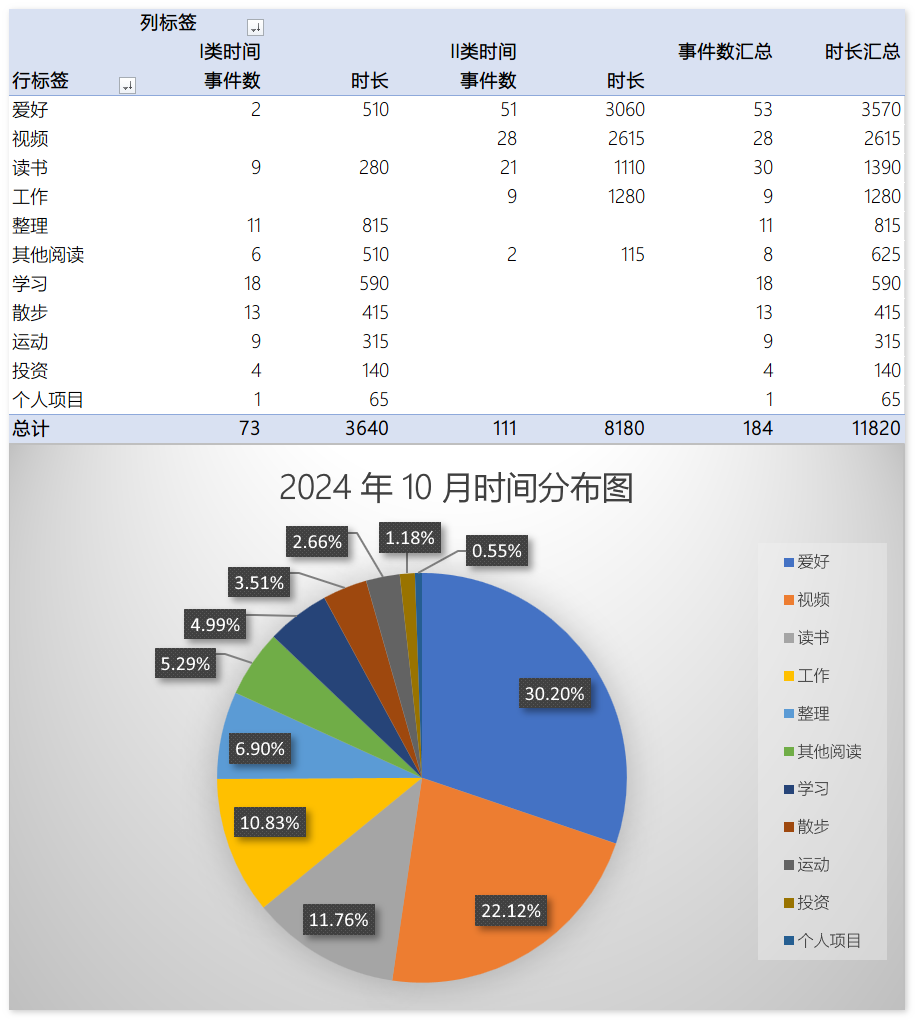 列标签
I类时间 II类时间 事件数汇总 时长汇总
行标签 事件数 时长 事件数 时长
爱好 2 510 51 3060 53 3570
视频 28 2615 28 2615
读书 9 280 21 1110 30 1390
工作 9 1280 9 1280
整理 11 815 11 815
其他阅读 6 510 2 115 8 625
学习 18 590 18 590
散步 13 415 13 415
运动 9 315 9 315
投资 4 140 4 140
个人项目 1 65 1 65
总计 73 3640 111 8180 184 11820
2024 年 10 月时间分布图
2.66%
1.18%
0.55%
3.51%
4.99%
5.29%
30.20%
6.90%
10.83%
11.76%
22.12%
爱好
视频
读书
工作
整理
其他阅读
学习
散步
运动
投资
个人项目